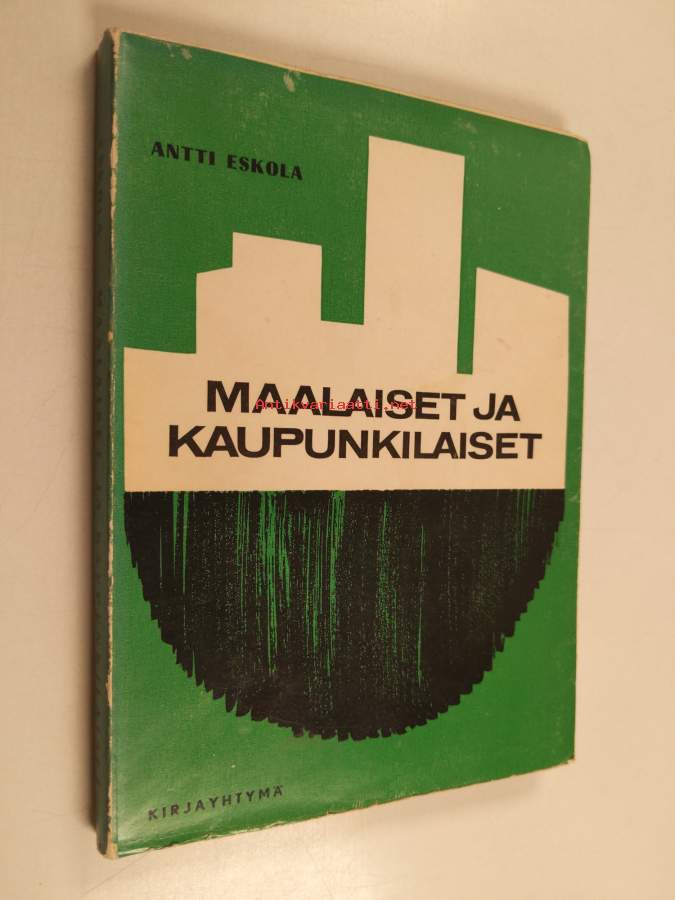 ANTTI ESKOLA
MAALAISET JA
Antikvariaatti.net
KAUPUNKILAISET
KIRJAYHTYMÄ